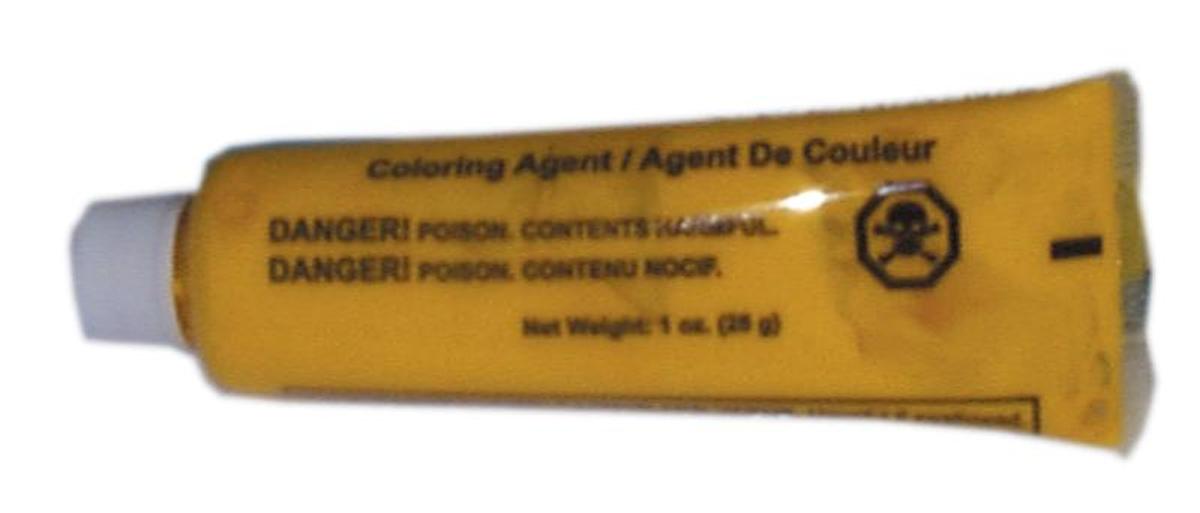 Coloring Agent / Agent De Couleur
DANGER! POISON. CONTENTS HARMFUL.
DANGER! POISON. CONTENU NOCIF.
Net Weight: 1 oz. (28 g)